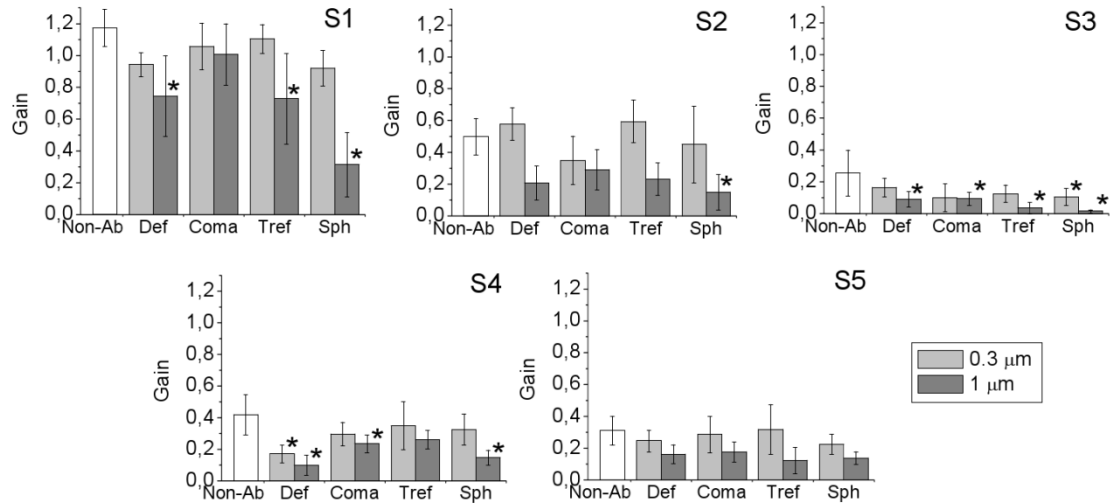 S1
Gain
1,2
1,0
0,8
0,6
0,4
0,2
0,0
Non-Ab Def Coma Tref Sph
* * *
S2
Gain
1,2
1,0
0,8
0,6
0,4
0,2
0,0
Non-Ab Def Coma Tref Sph
*
S3
Gain
1,2
1,0
0,8
0,6
0,4
0,2
0,0
Non-Ab Def Coma Tref Sph
* * * * *
S4
Gain
1,2
1,0
0,8
0,6
0,4
0,2
0,0
Non-Ab Def Coma Tref Sph
* * * *
S5
Gain
1,2
1,0
0,8
0,6
0,4
0,2
0,0
Non-Ab Def Coma Tref Sph
0.3 μm
1 μm